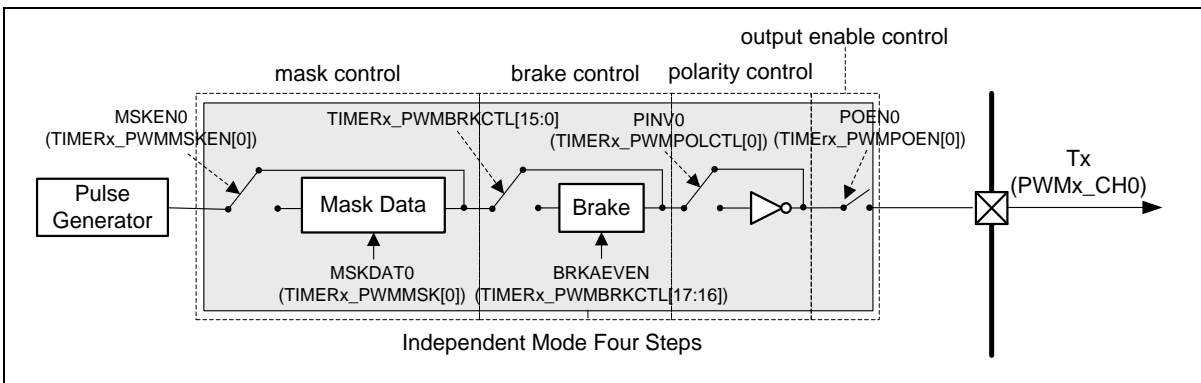 output enable control
mask control
brake control
polarity control
MSKEN0
(TIMERx_PWMMSKEN[0])
TIMERx_PWMBRKCTL[15:0]
PINV0
(TIMERx_PWMPOLCTL[0])
POEN0
(TIMErx_PWMPOEN[0])
Tx
(PWMx_CH0)
Pulse
Generator
Mask Data
Brake
MSKDAT0
(TIMERx_PWMMSK[0])
BRKAEVEN
(TIMERx_PWMBRKCTL[17:16])
Independent Mode Four Steps